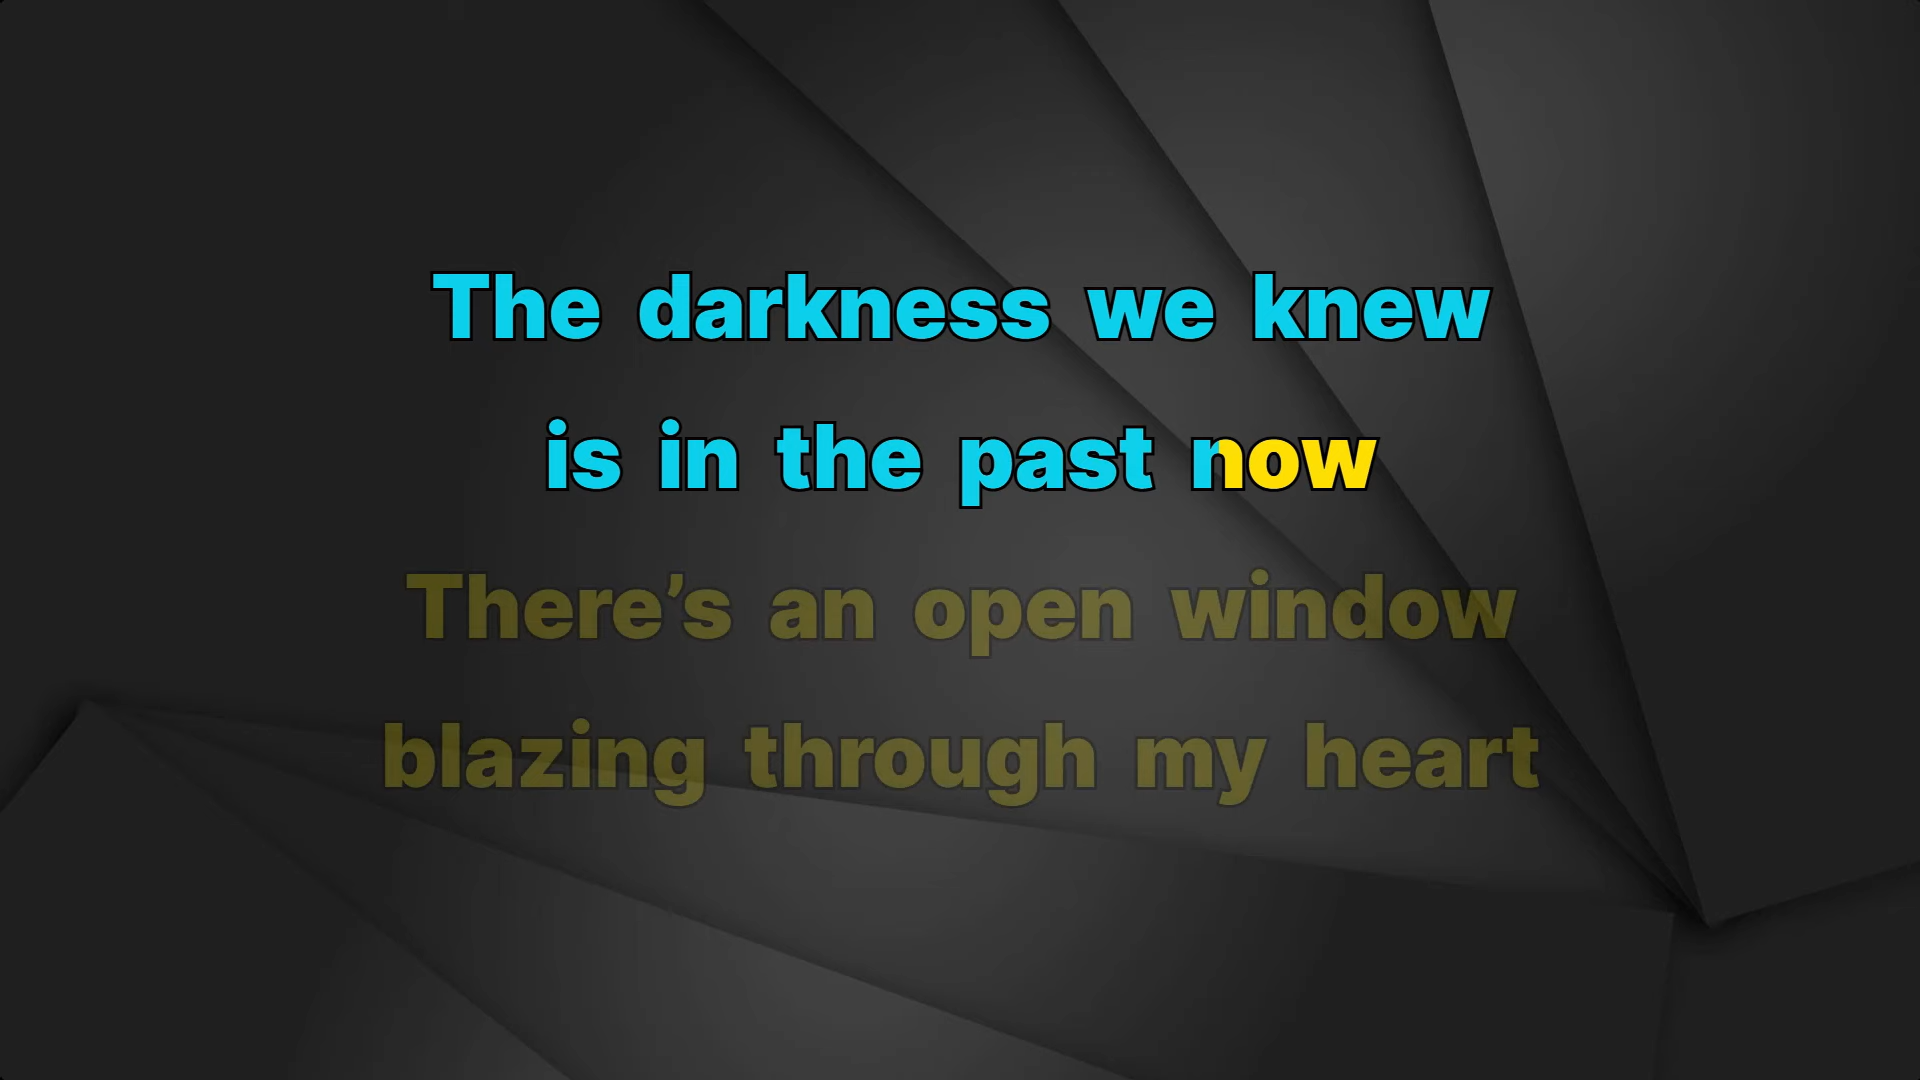 The darkness we knew
is in the past now
There’s an open window
blazing through my heart